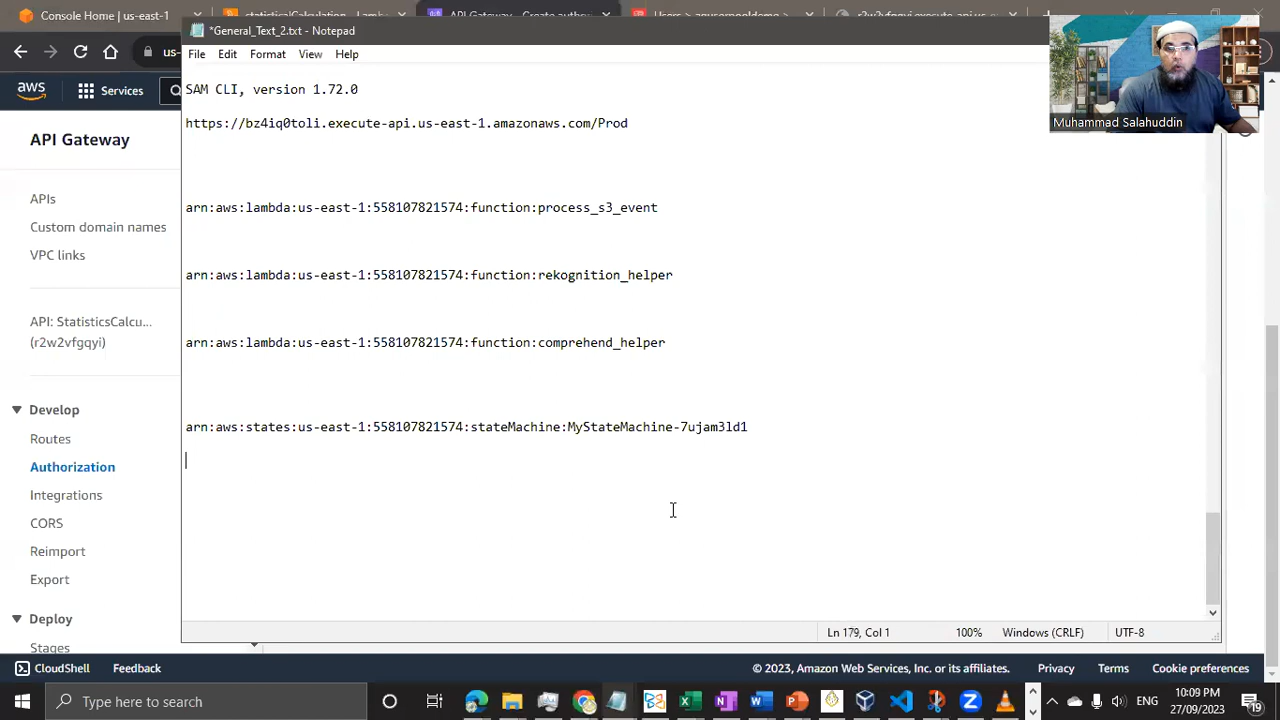 Console Home | us-east-1
*General_Text_2.txt - Notepad
File Edit Format View Help
us-
aws
Services
SAM CLI, version 1.72.0
https://bz4iq0toli.execute-api.us-east-1.amazonaws.com/Prod
Muhammad Salahuddin
API Gateway
APIs
Custom domain names
VPC links
API: StatisticsCalcu...
(r2w2vfgqyi)
arn:aws:lambda:us-east-1:558107821574:function:process_s3_event
arn:aws:lambda:us-east-1:558107821574:function:rekognition_helper
arn:aws:lambda:us-east-1:558107821574:function:comprehend_helper
arn:aws:states:us-east-1:558107821574:stateMachine:MyStateMachine-7ujam3ld1
Develop
Routes
Authorization
Integrations
CORS
Reimport
Export
Deploy
Stages
Ln 179, Col 1 100% Windows (CRLF) UTF-8
CloudShell Feedback © 2023, Amazon Web Services, Inc. or its affiliates. Privacy Terms Cookie preferences
Type here to search
ENG
10:09 PM
27/09/2023
19